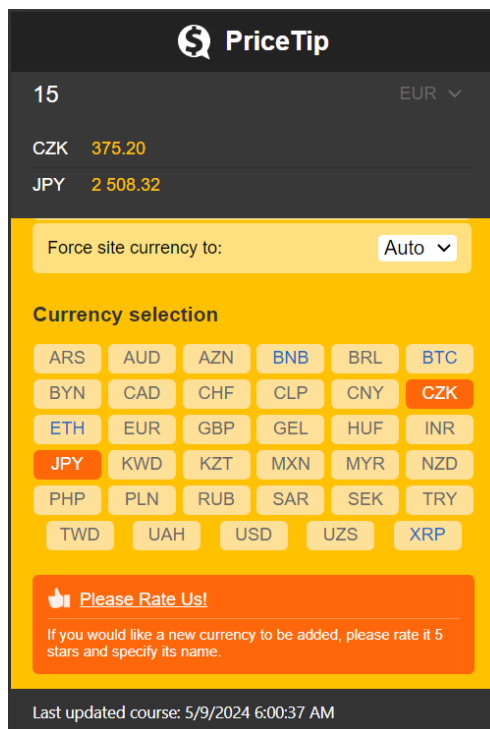 PriceTip
15 EUR
CZK 375.20
JPY 2 508.32
Force site currency to: Auto
Currency selection
ARS AUD AZN BNB BRL BTC
BYN CAD CHF CLP CNY CZK
ETH EUR GBP GEL HUF INR
JPY KWD KZT MXN MYR NZD
PHP PLN RUB SAR SEK TRY
TWD UAH USD UZS XRP
Please Rate Us!
If you would like a new currency to be added, please rate it 5
stars and specify its name.
Last updated course: 5/9/2024 6:00:37 AM